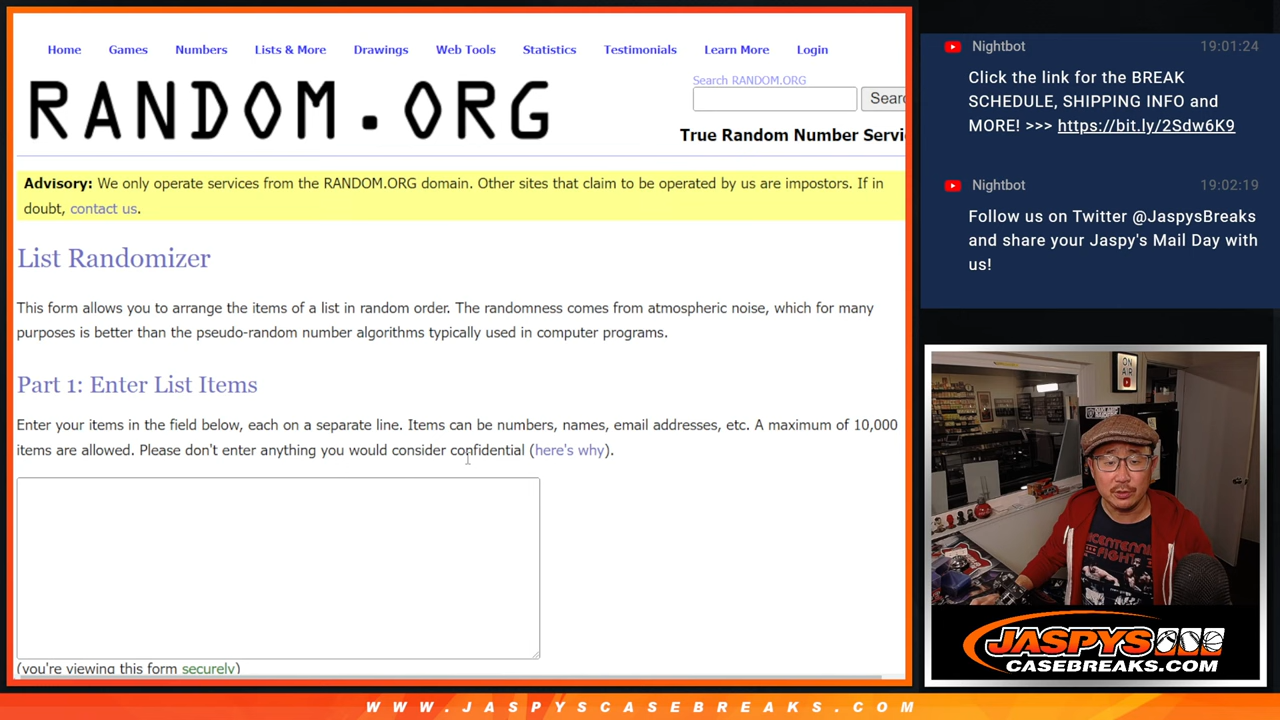 Home Games Numbers Lists & More Drawings Web Tools Statistics Testimonials Learn More Login
RANDOM.ORG
Search RANDOM.ORG
Searc
True Random Number Servi
Advisory: We only operate services from the RANDOM.ORG domain. Other sites that claim to be operated by us are impostors. If in
doubt, contact us.
List Randomizer
This form allows you to arrange the items of a list in random order. The randomness comes from atmospheric noise, which for many
purposes is better than the pseudo-random number algorithms typically used in computer programs.
Part 1: Enter List Items
Enter your items in the field below, each on a separate line. Items can be numbers, names, email addresses, etc. A maximum of 10,000
items are allowed. Please don't enter anything you would consider confidential (here's why).
(you're viewing this form securely)
Nightbot 19:01:24
Click the link for the BREAK
SCHEDULE, SHIPPING INFO and
MORE! >>> https://bit.ly/2Sdw6K9
Nightbot 19:02:19
Follow us on Twitter @JaspysBreaks
and share your Jaspy's Mail Day with
us!
ON
AIR
JASPYS
CASEBREAKS.COM
WWW.JASPYSCASEBREAKS.COM